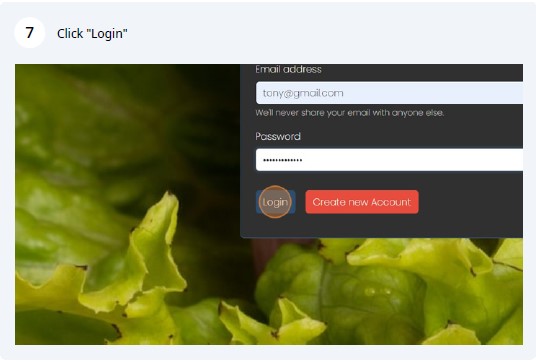 7 Click "Login"
Email address
tony@gmail.com
We'll never share your email with anyone else.
Password
•••••••••••••
Login Create new Account